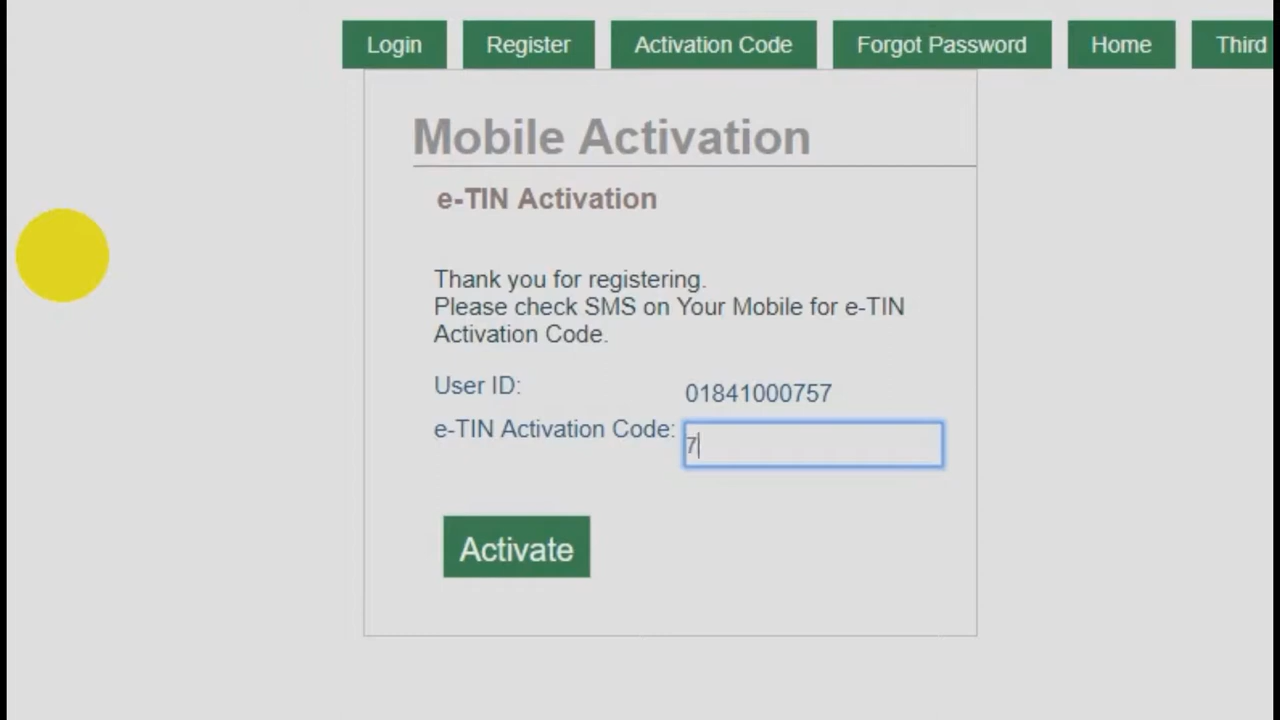 Login Register Activation Code Forgot Password Home Third
Mobile Activation
e-TIN Activation
Thank you for registering.
Please check SMS on Your Mobile for e-TIN
Activation Code.
User ID: 01841000757
e-TIN Activation Code: 7
Activate